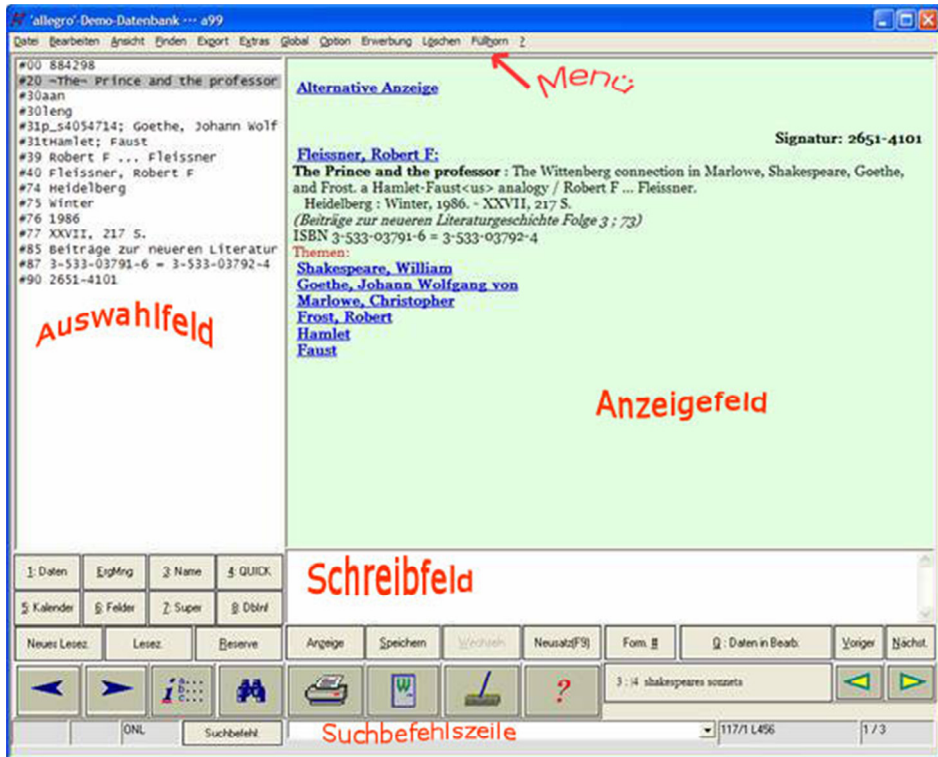 'allegro'-Demo-Datenbank ··· a99
Datei Bearbeiten Ansicht Finden Export Extras Global Option Erwerbung Löschen Füllhorn ?
Menü
#00 884298
#20 ¬The¬ Prince and the professor
#30aan
#30leng
#31p_s4054714; Goethe, Johann Wolf
#31tHamlet; Faust
#39 Robert F ... Fleissner
#40 Fleissner, Robert F
#74 Heidelberg
#75 Winter
#76 1986
#77 XXVII, 217 S.
#85 Beiträge zur neueren Literatur
#87 3-533-03791-6 = 3-533-03792-4
#90 2651-4101
Auswahlfeld
Alternative Anzeige
Signatur: 2651-4101
Fleissner, Robert F:
The Prince and the professor : The Wittenberg connection in Marlowe, Shakespeare, Goethe,
and Frost. a Hamlet-Faust<us> analogy / Robert F ... Fleissner.
Heidelberg : Winter, 1986. - XXVII, 217 S.
(Beiträge zur neueren Literaturgeschichte Folge 3 ; 73)
ISBN 3-533-03791-6 = 3-533-03792-4
Themen:
Shakespeare, William
Goethe, Johann Wolfgang von
Marlowe, Christopher
Frost, Robert
Hamlet
Faust
Anzeigefeld
1: Daten ErgMng 3: Name 4: QUICK
5: Kalender 6: Felder 7: Super 8: DbInf
Schreibfeld
Neues Lesez. Lesez. Reserve Anzeige Speichern Wechseln Neusatz(F9) Form. # Q : Daten in Bearb. Voriger Nächst.
i a: b: c: W ? 3 : |4 shakespeares sonnets
ONL Suchbefehl Suchbefehlszeile 117/1 L456 1 / 3